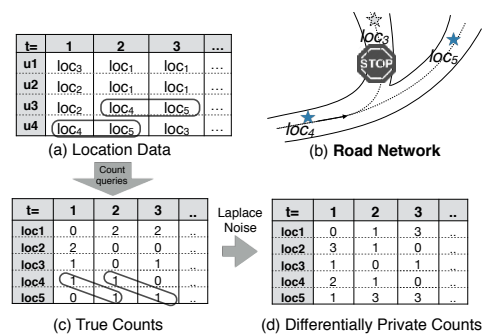 t= 1 2 3 ...
u1 loc3 loc1 loc1 ...
u2 loc2 loc1 loc1 ...
u3 loc2 loc4 loc5 ...
u4 loc4 loc5 loc3 ...
(a) Location Data
loc3
STOP
loc5
loc4
(b) Road Network
Count
queries
t= 1 2 3 ..
loc1 0 2 2 ..
loc2 2 0 0 ..
loc3 1 0 1 ..
loc4 1 1 0 ..
loc5 0 1 1 ..
(c) True Counts
Laplace
Noise
t= 1 2 3 ..
loc1 0 1 3 ..
loc2 3 1 0 ..
loc3 1 0 1 ..
loc4 2 1 0 ..
loc5 1 3 3 ..
(d) Differentially Private Counts